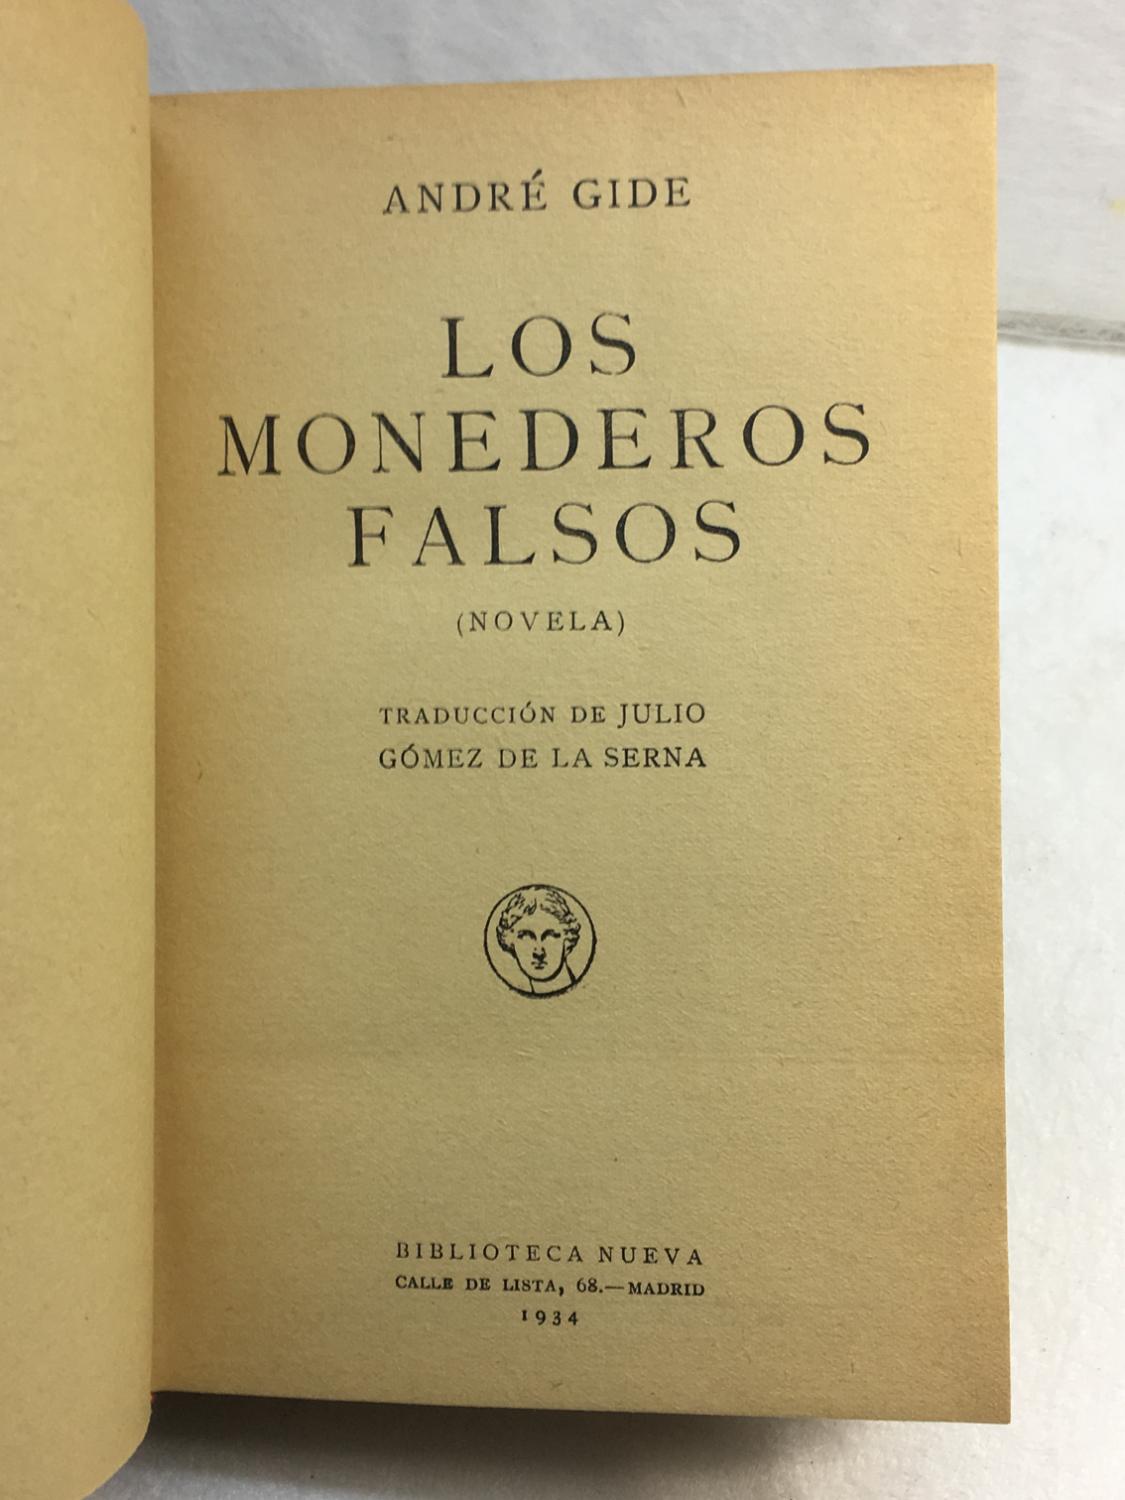 ANDRÉ GIDE
LOS
MONEDEROS
FALSOS
(NOVELA)
TRADUCCIÓN DE JULIO
GÓMEZ DE LA SERNA
BIBLIOTECA NUEVA
CALLE DE LISTA, 68.—MADRID
1934